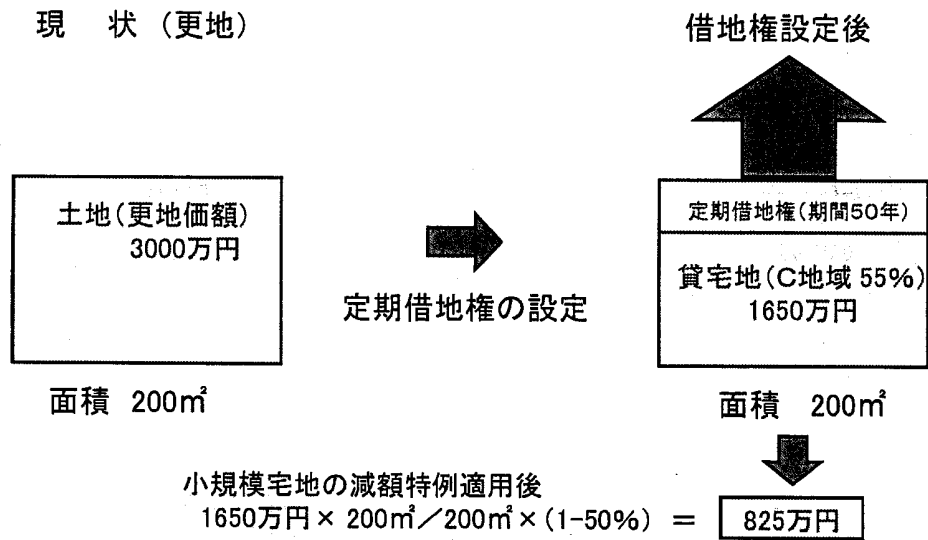 現 状 (更地)
借地権設定後
土地(更地価額)
3000万円
定期借地権の設定
定期借地権(期間50年)
貸宅地(C地域 55%)
1650万円
面積 200㎡
面積 200㎡
小規模宅地の減額特例適用後
1650万円× 200㎡/200㎡×(1-50%) = 825万円